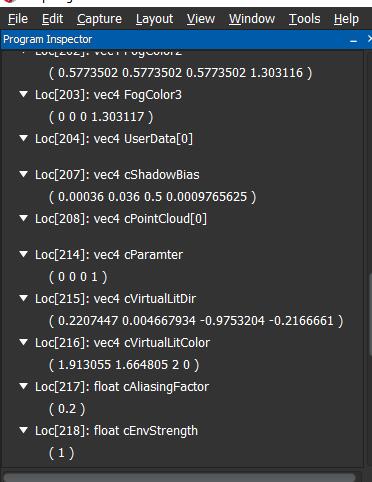 File Edit Capture Layout View Window Tools Help
Program Inspector
Loc[202]: vec4 FogColor2
( 0.5773502 0.5773502 0.5773502 1.303116 )
Loc[203]: vec4 FogColor3
( 0 0 0 1.303117 )
Loc[204]: vec4 UserData[0]
Loc[207]: vec4 cShadowBias
( 0.00036 0.036 0.5 0.0009765625 )
Loc[208]: vec4 cPointCloud[0]
Loc[214]: vec4 cParamter
( 0 0 0 1 )
Loc[215]: vec4 cVirtualLitDir
( 0.2207447 0.004667934 -0.9753204 -0.2166661 )
Loc[216]: vec4 cVirtualLitColor
( 1.913055 1.664805 2 0 )
Loc[217]: float cAliasingFactor
( 0.2 )
Loc[218]: float cEnvStrength
( 1 )